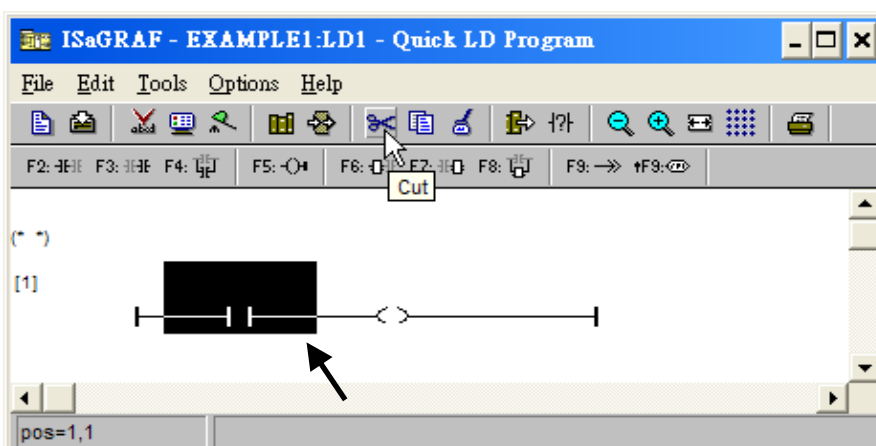 ISaGRAF - EXAMPLE1:LD1 - Quick LD Program
File Edit Tools Options Help
F2: F3: F4: F5: F6: F7: F8: F9: F9:
Cut
(* *)
[1]
pos=1,1